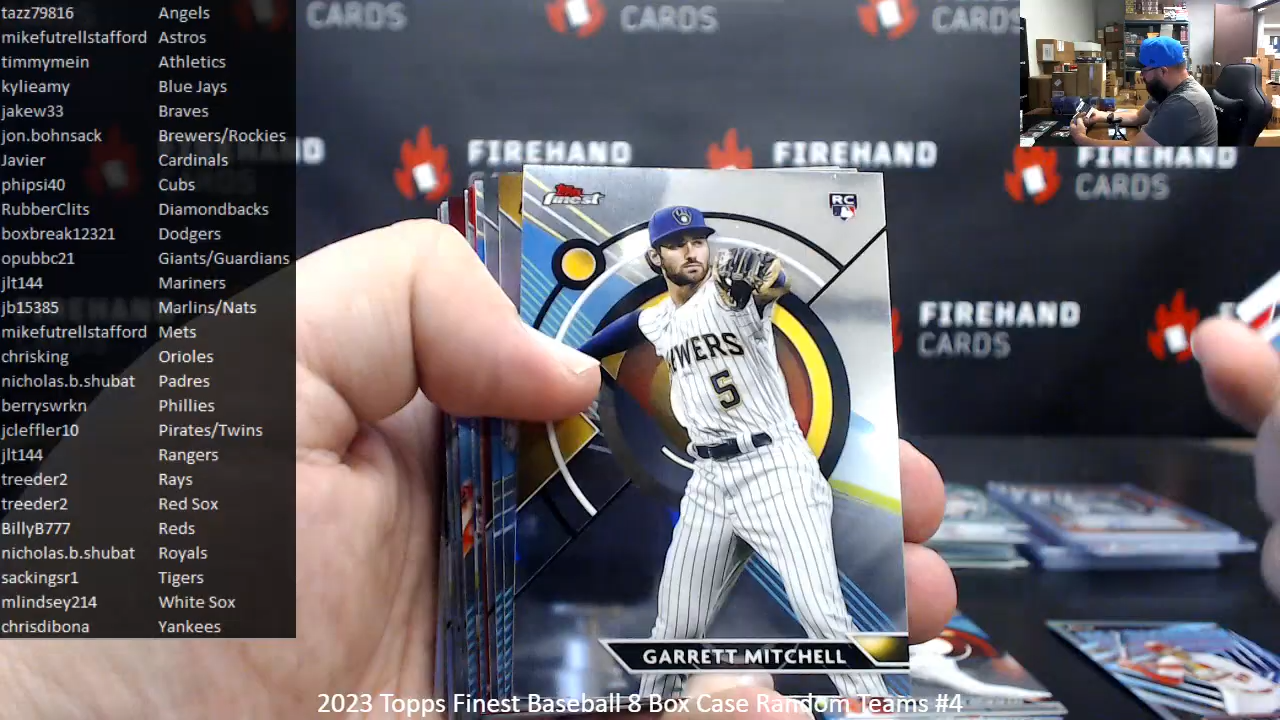 tazz79816 Angels
mikefutrellstafford Astros
timmymein Athletics
kylieamy Blue Jays
jakew33 Braves
jon.bohnsack Brewers/Rockies
Javier Cardinals
phipsi40 Cubs
RubberClits Diamondbacks
boxbreak12321 Dodgers
opubbc21 Giants/Guardians
jlt144 Mariners
jb15385 Marlins/Nats
mikefutrellstafford Mets
chrisking Orioles
nicholas.b.shubat Padres
berryswrkn Phillies
jcleffler10 Pirates/Twins
jlt144 Rangers
treeder2 Rays
treeder2 Red Sox
BillyB777 Reds
nicholas.b.shubat Royals
sackingsr1 Tigers
mlindsey214 White Sox
chrisdibona Yankees
CARDS
CARDS
CARDS
FIREHAND
CARDS
FIREHAND
CARDS
FIREHAND
CARDS
Topps
finest
RC
WERS
5
GARRETT MITCHELL
2023 Topps Finest Baseball 8 Box Case Random Teams #4